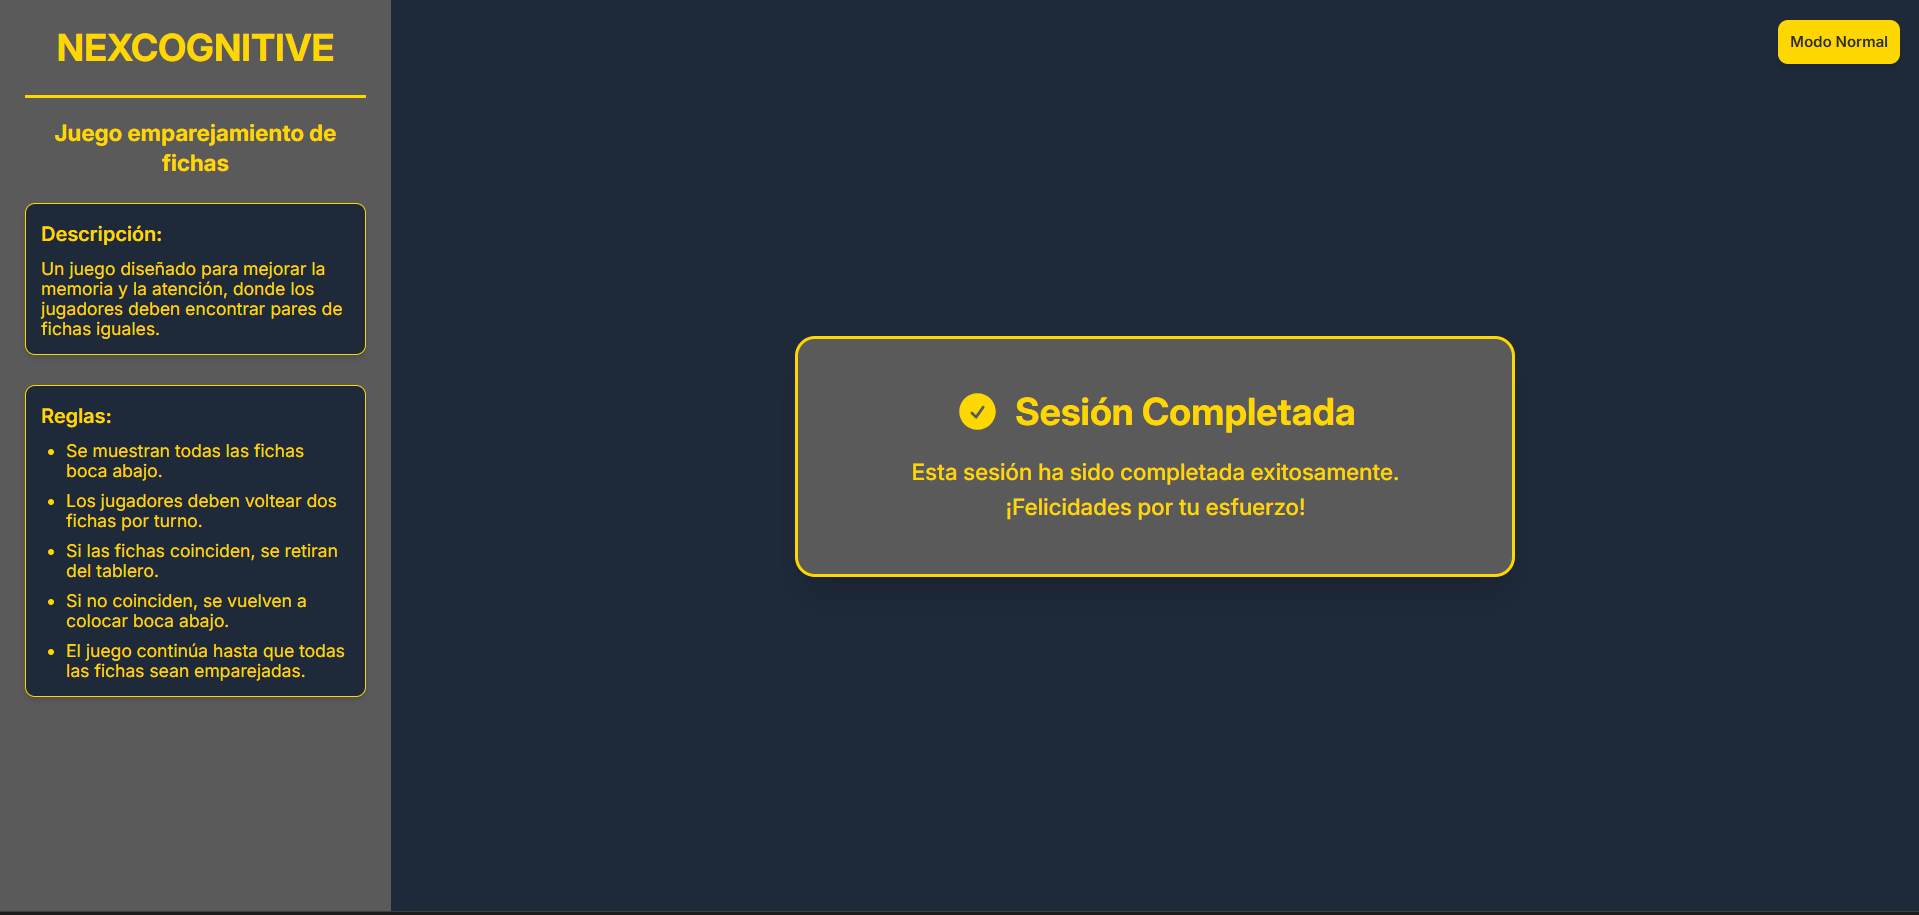 NEXCOGNITIVE
Juego emparejamiento de
fichas
Descripción:
Un juego diseñado para mejorar la
memoria y la atención, donde los
jugadores deben encontrar pares de
fichas iguales.
Reglas:
Se muestran todas las fichas
boca abajo.
Los jugadores deben voltear dos
fichas por turno.
Si las fichas coinciden, se retiran
del tablero.
Si no coinciden, se vuelven a
colocar boca abajo.
El juego continúa hasta que todas
las fichas sean emparejadas.
Modo Normal
Sesión Completada
Esta sesión ha sido completada exitosamente.
¡Felicidades por tu esfuerzo!